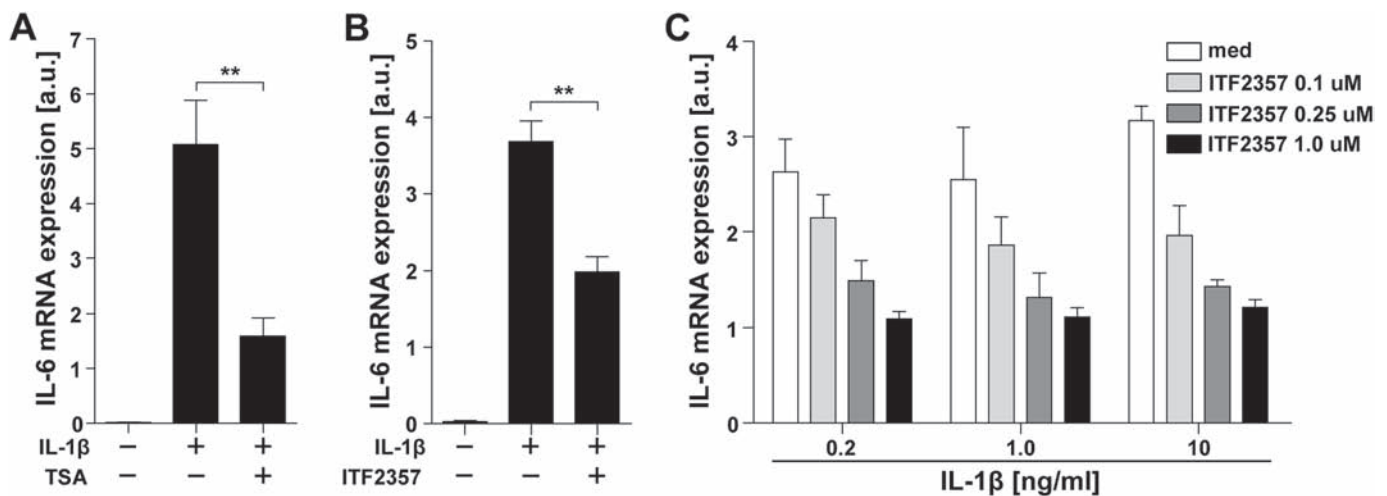 A
IL-6 mRNA expression [a.u.]
7
6
5
4
3
2
1
0
**
IL-1β − + +
TSA − − +
B
IL-6 mRNA expression [a.u.]
5
4
3
2
1
0
**
IL-1β − + +
ITF2357 − − +
C
IL-6 mRNA expression [a.u.]
4
3
2
1
0
med
ITF2357 0.1 uM
ITF2357 0.25 uM
ITF2357 1.0 uM
0.2 1.0 10
IL-1β [ng/ml]